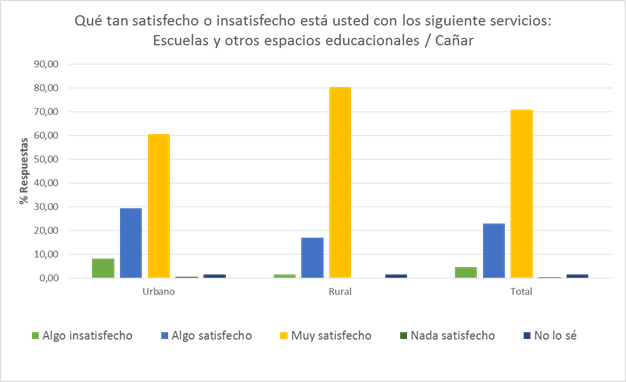 Qué tan satisfecho o insatisfecho está usted con los siguiente servicios:
Escuelas y otros espacios educacionales / Cañar
% Respuestas
90,00
80,00
70,00
60,00
50,00
40,00
30,00
20,00
10,00
0,00
Urbano Rural Total
Algo insatisfecho Algo satisfecho Muy satisfecho Nada satisfecho No lo sé